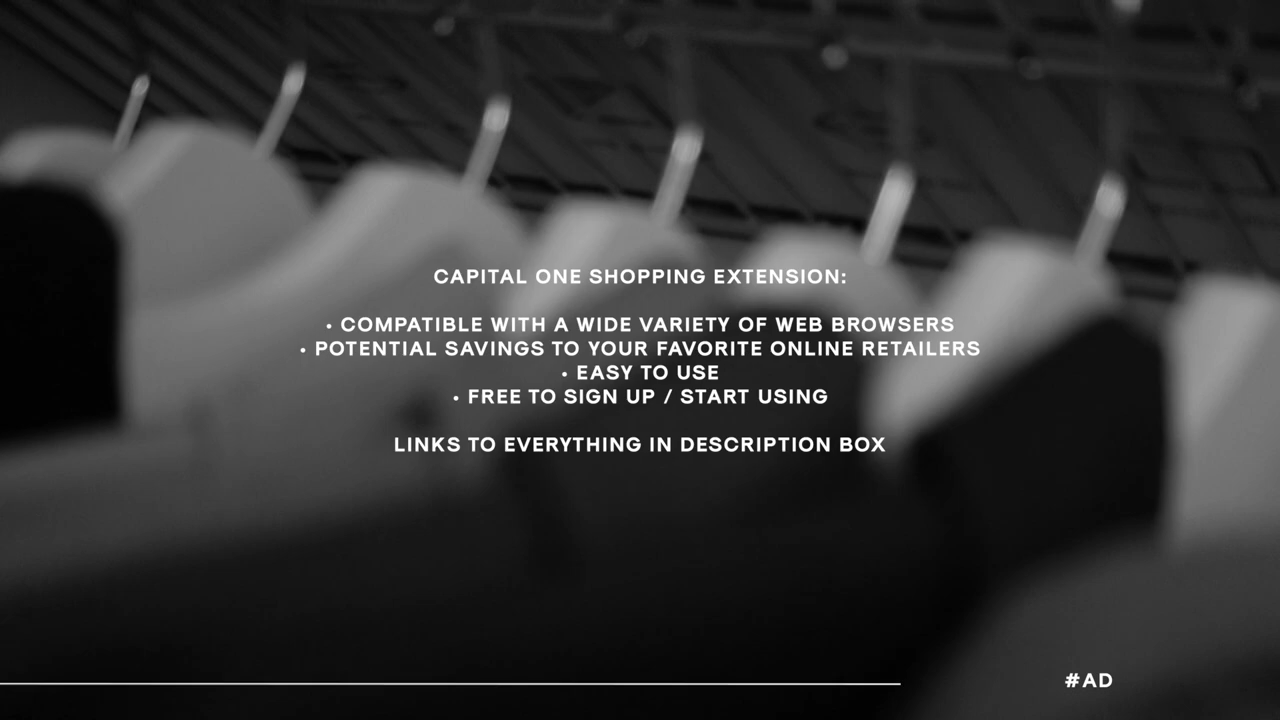 CAPITAL ONE SHOPPING EXTENSION:
• COMPATIBLE WITH A WIDE VARIETY OF WEB BROWSERS
• POTENTIAL SAVINGS TO YOUR FAVORITE ONLINE RETAILERS
• EASY TO USE
• FREE TO SIGN UP / START USING
LINKS TO EVERYTHING IN DESCRIPTION BOX
#AD